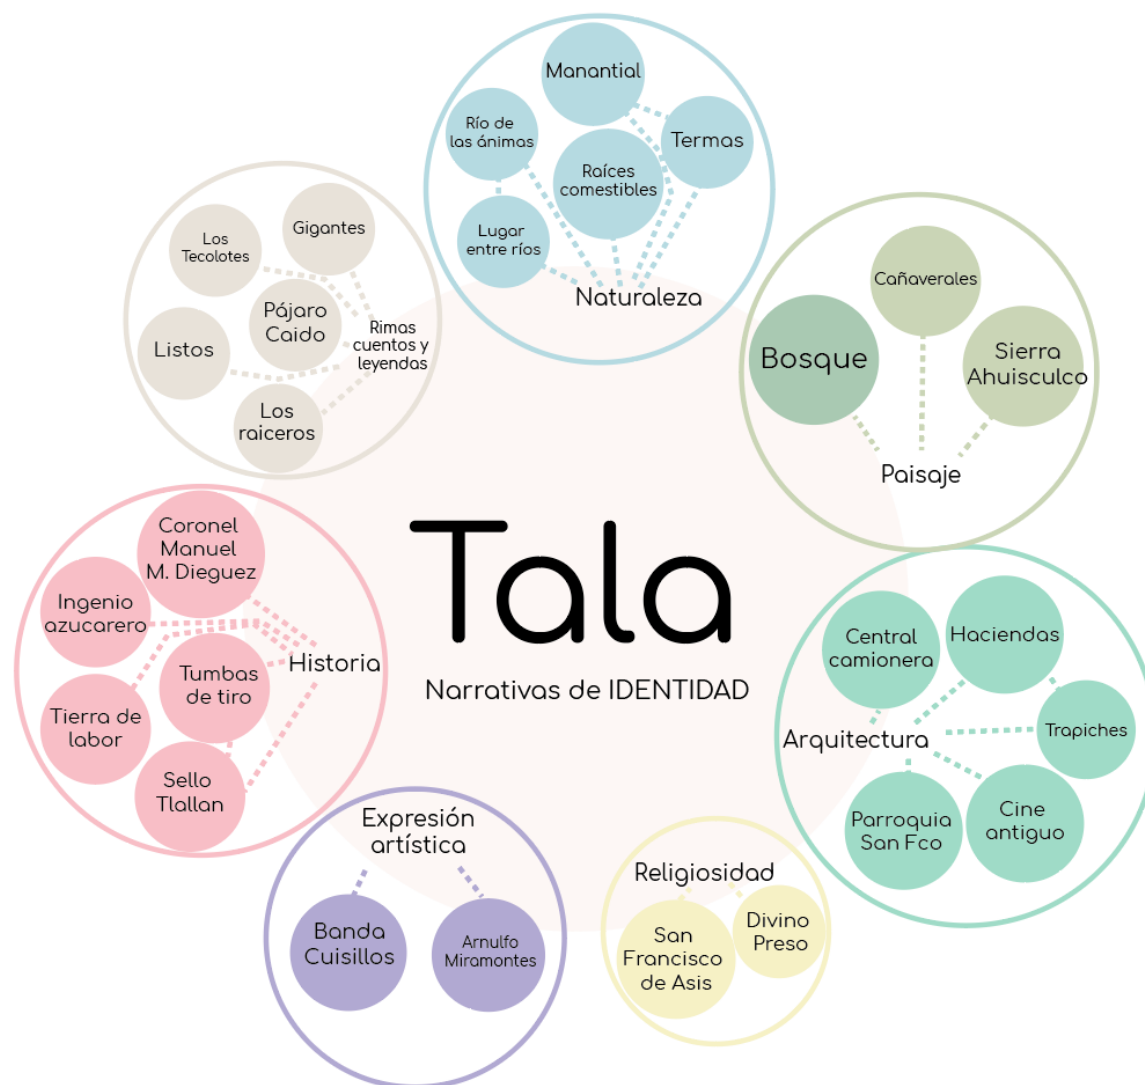 Manantial
Río de
las ánimas
Termas
Raíces
comestibles
Lugar
entre ríos
Naturaleza
Gigantes
Los
Tecolotes
Pájaro
Caido
Listos
Rimas
cuentos y
leyendas
Los
raiceros
Cañaverales
Bosque
Sierra
Ahuisculco
Paisaje
Tala
Narrativas de IDENTIDAD
Coronel
Manuel
M. Dieguez
Ingenio
azucarero
Historia
Tumbas
de tiro
Tierra de
labor
Sello
Tlallan
Central
camionera
Haciendas
Trapiches
Arquitectura
Parroquia
San Fco
Cine
antiguo
Expresión
artística
Banda
Cuisillos
Arnulfo
Miramontes
Religiosidad
San
Francisco
de Asis
Divino
Preso